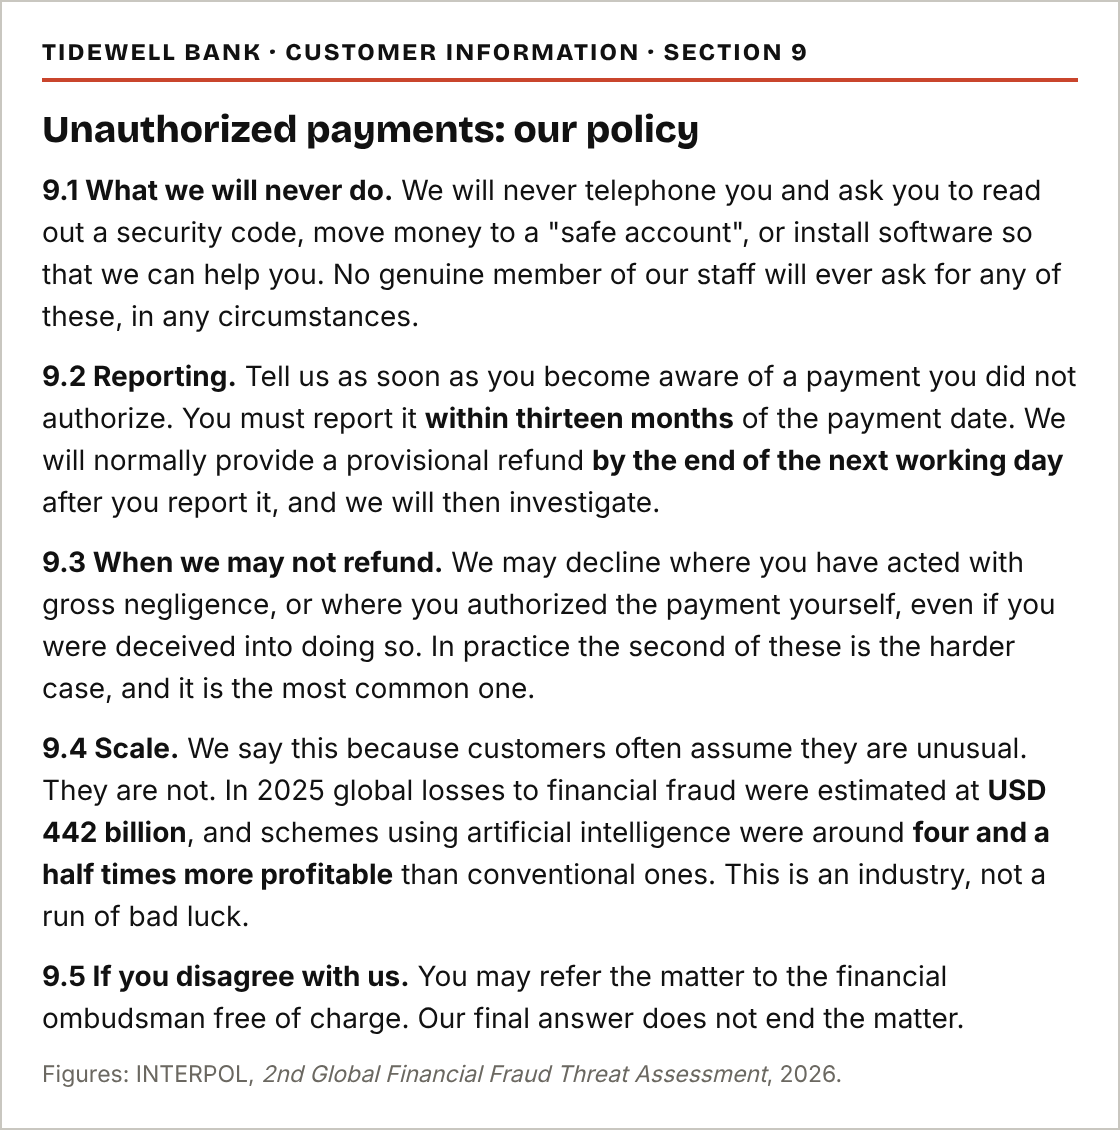 TIDEWELL BANK · CUSTOMER INFORMATION · SECTION 9
Unauthorized payments: our policy
9.1 What we will never do. We will never telephone you and ask you to read
out a security code, move money to a "safe account", or install software so
that we can help you. No genuine member of our staff will ever ask for any of
these, in any circumstances.
9.2 Reporting. Tell us as soon as you become aware of a payment you did not
authorize. You must report it within thirteen months of the payment date. We
will normally provide a provisional refund by the end of the next working day
after you report it, and we will then investigate.
9.3 When we may not refund. We may decline where you have acted with
gross negligence, or where you authorized the payment yourself, even if you
were deceived into doing so. In practice the second of these is the harder
case, and it is the most common one.
9.4 Scale. We say this because customers often assume they are unusual.
They are not. In 2025 global losses to financial fraud were estimated at USD
442 billion, and schemes using artificial intelligence were around four and a
half times more profitable than conventional ones. This is an industry, not a
run of bad luck.
9.5 If you disagree with us. You may refer the matter to the financial
ombudsman free of charge. Our final answer does not end the matter.
Figures: INTERPOL, 2nd Global Financial Fraud Threat Assessment, 2026.